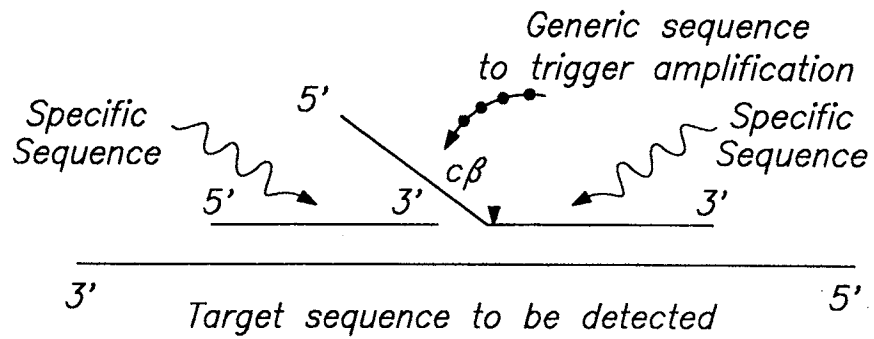 Generic sequence
to trigger amplification
Specific
Sequence
5'
Specific
Sequence
cβ
5'
3'
3'
3'
5'
Target sequence to be detected